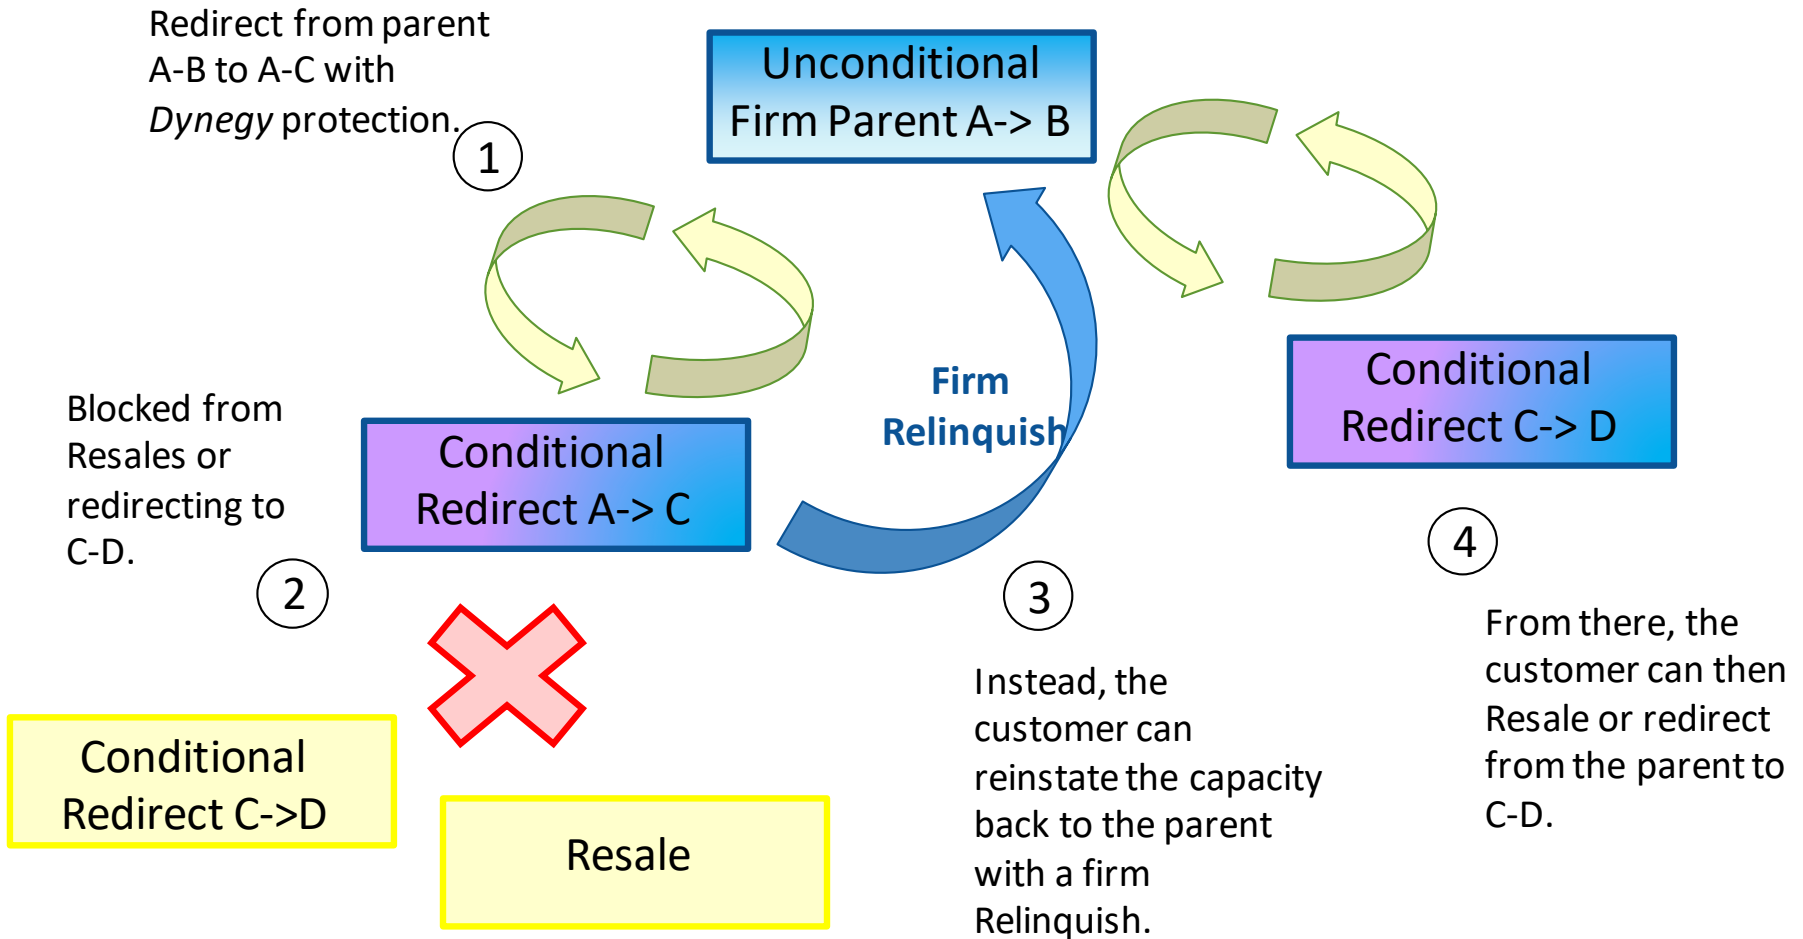 Redirect from parent
A-B to A-C with
Dynegy protection.
1
Unconditional
Firm Parent A-> B
Blocked from
Resales or
redirecting to
C-D.
2
Conditional
Redirect A-> C
Firm
Relinquish
Conditional
Redirect C-> D
3
Instead, the
customer can
reinstate the capacity
back to the parent
with a firm
Relinquish.
4
From there, the
customer can then
Resale or redirect
from the parent to
C-D.
Conditional
Redirect C->D
Resale